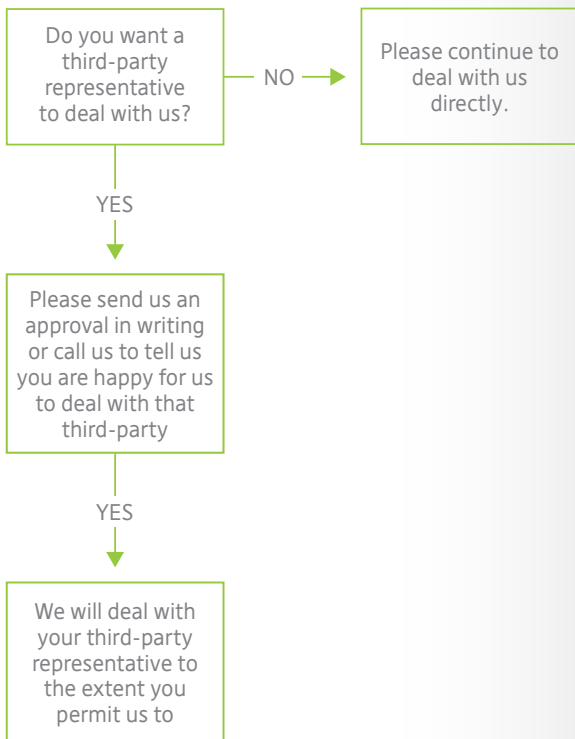 Do you want a
third-party
representative
to deal with us?
NO
Please continue to
deal with us
directly.
YES
Please send us an
approval in writing
or call us to tell us
you are happy for us
to deal with that
third-party
YES
We will deal with
your third-party
representative to
the extent you
permit us to